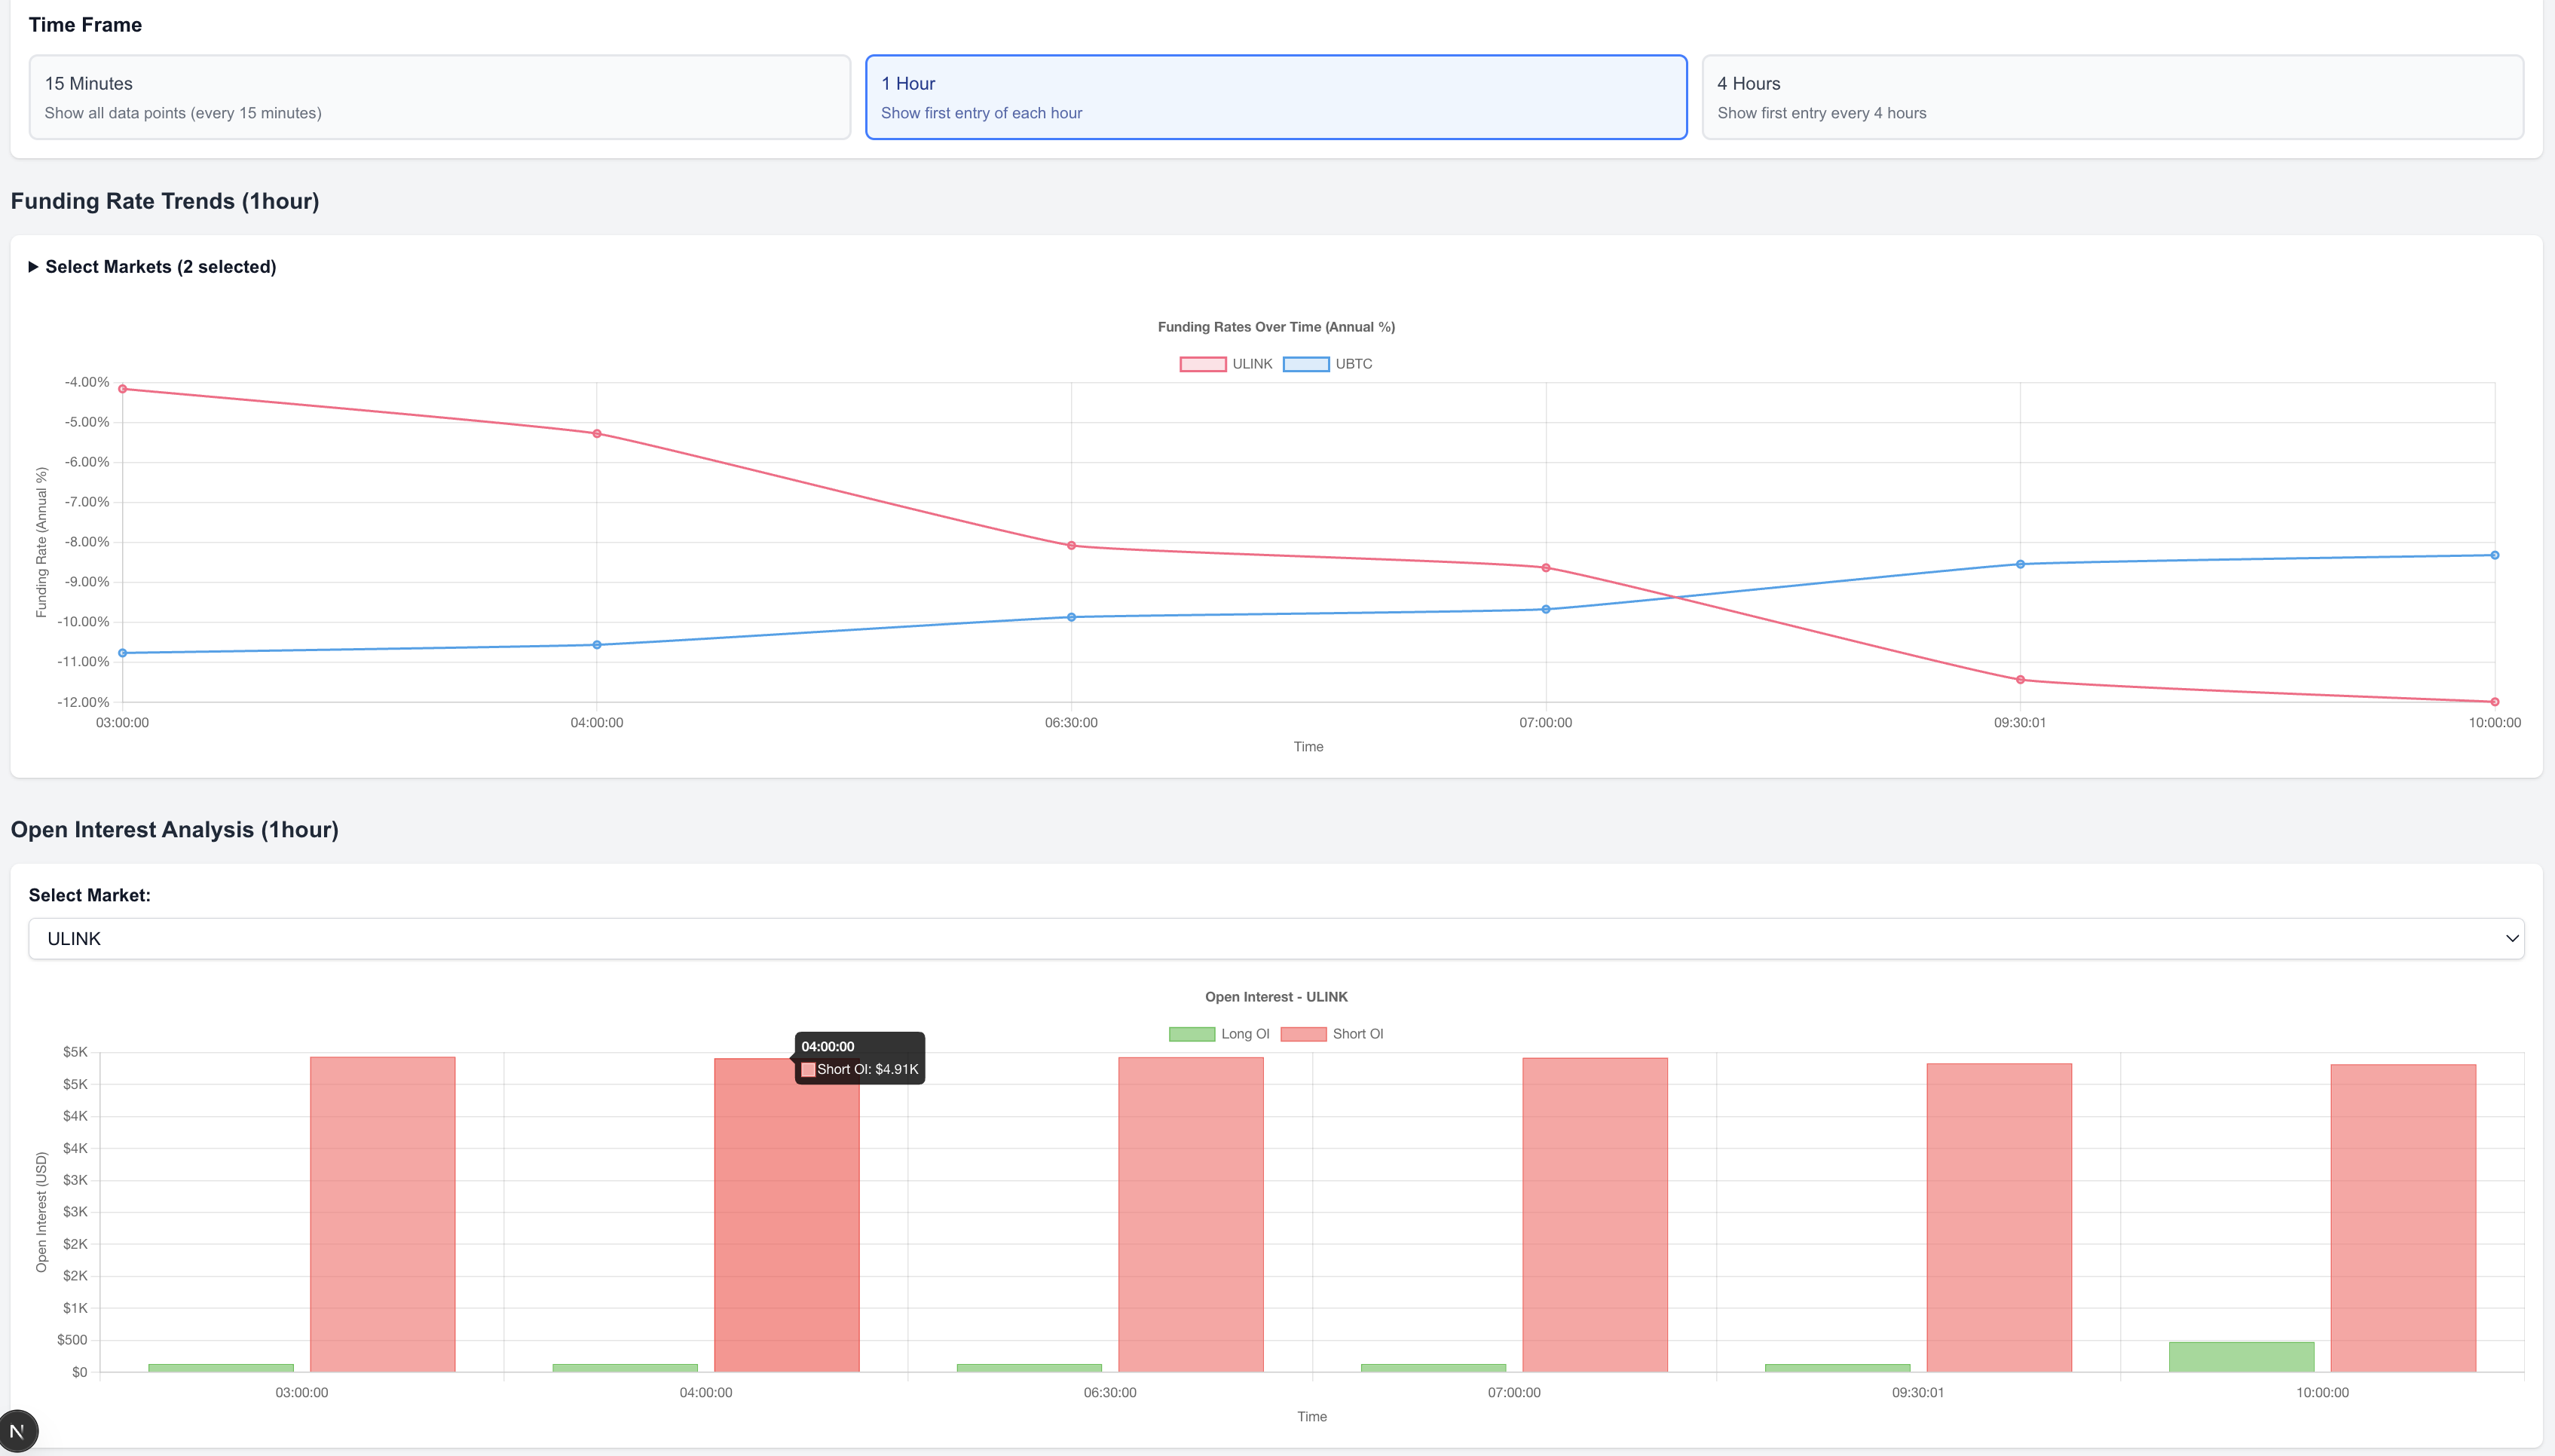 Time Frame
15 Minutes
Show all data points (every 15 minutes)
1 Hour
Show first entry of each hour
4 Hours
Show first entry every 4 hours
Funding Rate Trends (1hour)
▶ Select Markets (2 selected)
Funding Rates Over Time (Annual %)
ULINK UBTC
Funding Rate (Annual %)
-4.00%
-5.00%
-6.00%
-7.00%
-8.00%
-9.00%
-10.00%
-11.00%
-12.00%
03:00:00 04:00:00 06:30:00 07:00:00 09:30:01 10:00:00
Time
Open Interest Analysis (1hour)
Select Market:
ULINK
Open Interest - ULINK
Long OI Short OI
04:00:00
Short OI: $4.91K
Open Interest (USD)
$5K
$5K
$4K
$4K
$3K
$3K
$2K
$2K
$1K
$500
$0
03:00:00 04:00:00 06:30:00 07:00:00 09:30:01 10:00:00
Time
N